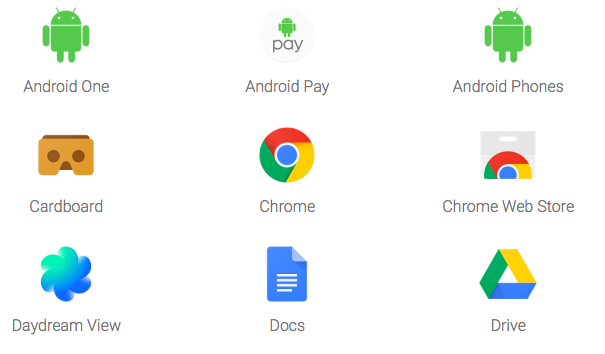 pay
Android One
Android Pay
Android Phones
Cardboard
Chrome
Chrome Web Store
Daydream View
Docs
Drive